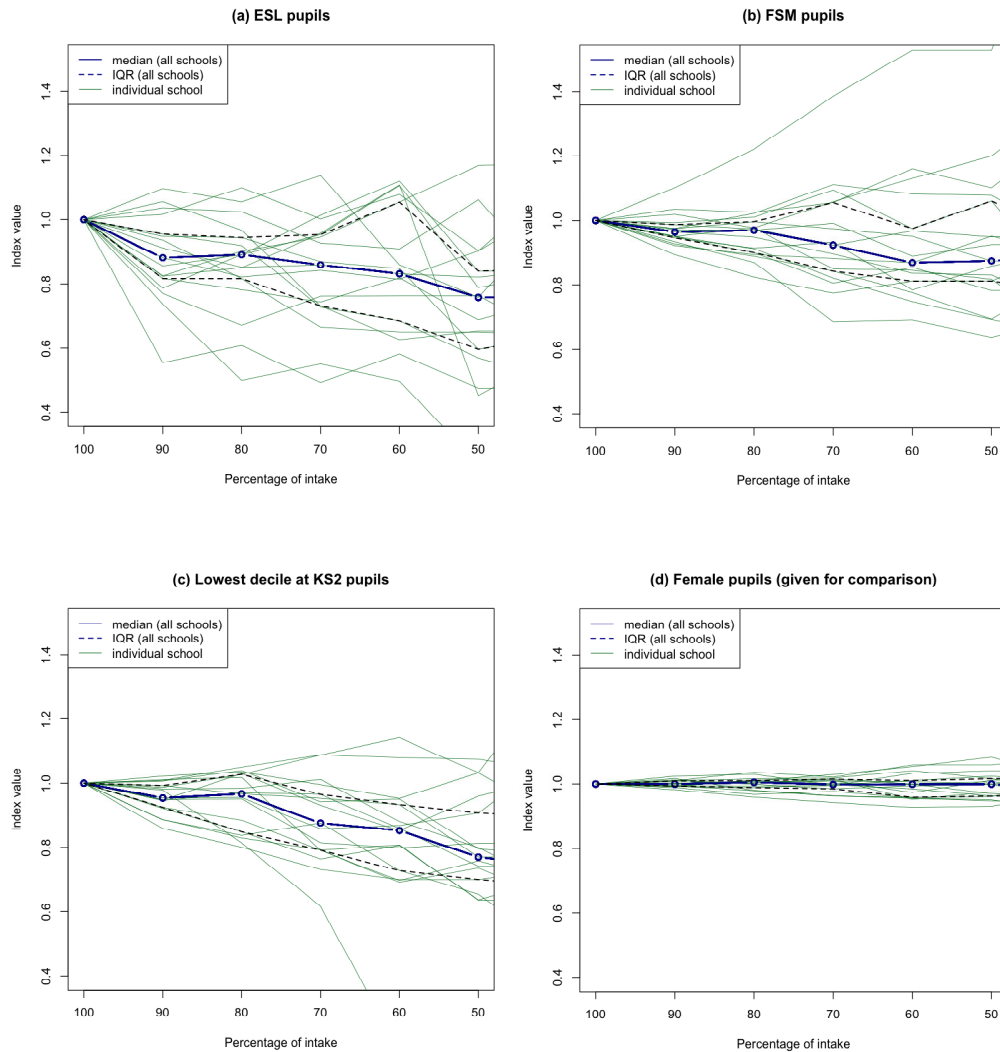 (a) ESL pupils
median (all schools)
IQR (all schools)
individual school
Index value
0.4 0.6 0.8 1.0 1.2 1.4
100 90 80 70 60 50
Percentage of intake
(b) FSM pupils
median (all schools)
IQR (all schools)
individual school
Index value
0.4 0.6 0.8 1.0 1.2 1.4
100 90 80 70 60 50
Percentage of intake
(c) Lowest decile at KS2 pupils
median (all schools)
IQR (all schools)
individual school
Index value
0.4 0.6 0.8 1.0 1.2 1.4
100 90 80 70 60 50
Percentage of intake
(d) Female pupils (given for comparison)
median (all schools)
IQR (all schools)
individual school
Index value
0.4 0.6 0.8 1.0 1.2 1.4
100 90 80 70 60 50
Percentage of intake